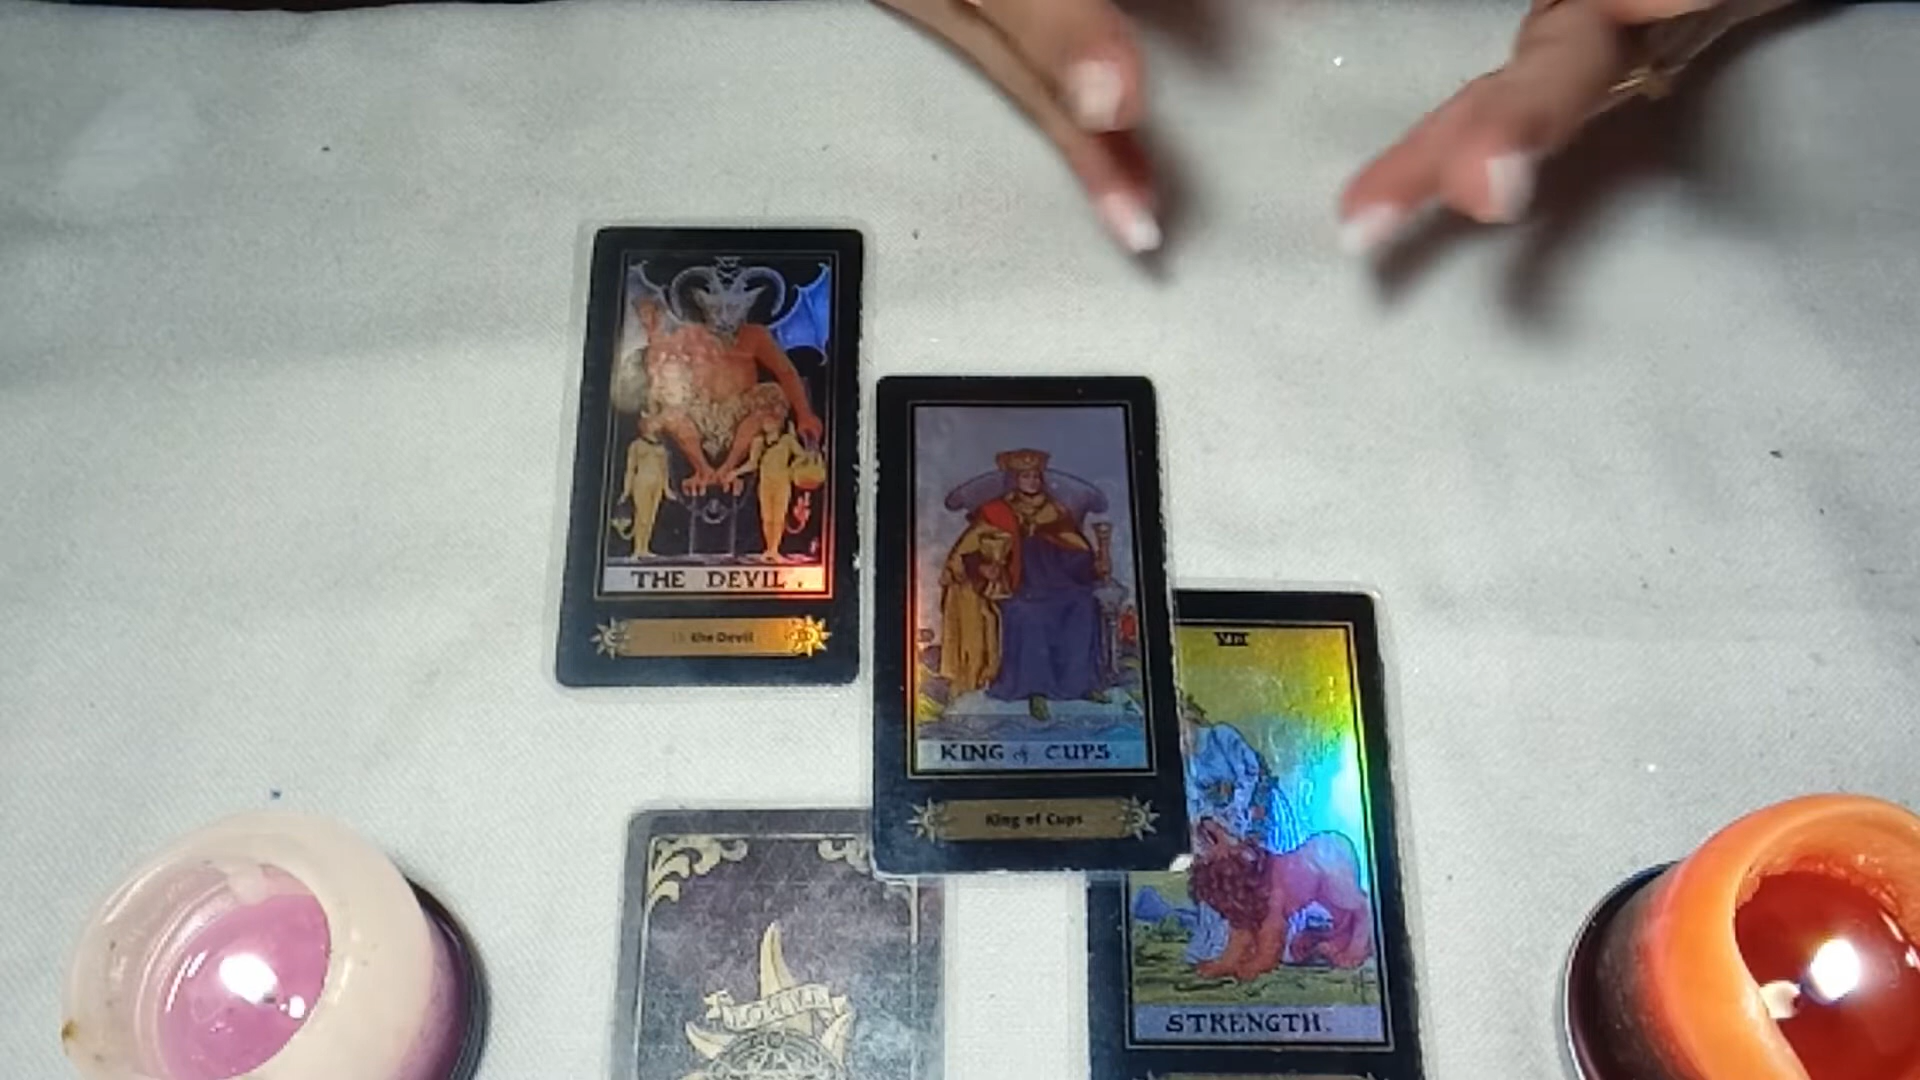 THE DEVIL.
the Devil
KING of CUPS.
King of Cups
VIII
STRENGTH.